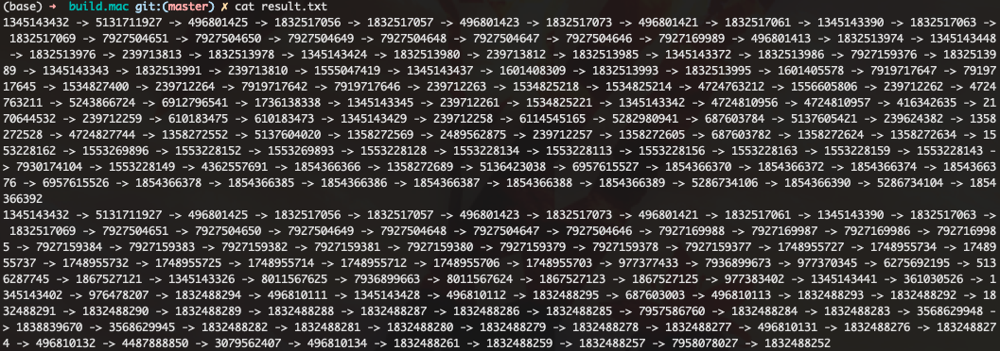 (base) → build.mac git:(master) ✗ cat result.txt
1345143432 -> 5131711927 -> 496801425 -> 1832517056 -> 1832517057 -> 496801423 -> 1832517073 -> 496801421 -> 1832517061 -> 1345143390 -> 1832517063 ->
1832517069 -> 7927504651 -> 7927504650 -> 7927504649 -> 7927504648 -> 7927504647 -> 7927504646 -> 7927169989 -> 496801413 -> 1832513974 -> 1345143448
-> 1832513976 -> 239713813 -> 1832513978 -> 1345143424 -> 1832513980 -> 239713812 -> 1832513985 -> 1345143372 -> 1832513986 -> 7927159376 -> 18325139
89 -> 1345143343 -> 1832513991 -> 239713810 -> 1555047419 -> 1345143437 -> 1601408309 -> 1832513993 -> 1832513995 -> 1601405578 -> 7919717647 -> 79197
17645 -> 1534827400 -> 239712264 -> 7919717642 -> 7919717646 -> 239712263 -> 1534825218 -> 1534825214 -> 4724763212 -> 1556605806 -> 239712262 -> 4724
763211 -> 5243866724 -> 6912796541 -> 1736138338 -> 1345143345 -> 239712261 -> 1534825221 -> 1345143342 -> 4724810956 -> 4724810957 -> 416342635 -> 21
70644532 -> 239712259 -> 610183475 -> 610183473 -> 1345143429 -> 239712258 -> 6114545165 -> 5282980941 -> 687603784 -> 5137605421 -> 239624382 -> 1358
272528 -> 4724827744 -> 1358272552 -> 5137604020 -> 1358272569 -> 2489562875 -> 239712257 -> 1358272605 -> 687603782 -> 1358272624 -> 1358272634 -> 15
53228162 -> 1553269896 -> 1553228152 -> 1553269893 -> 1553228128 -> 1553228134 -> 1553228113 -> 1553228156 -> 1553228163 -> 1553228159 -> 1553228143 -
> 7930174104 -> 1553228149 -> 4362557691 -> 1854366366 -> 1358272689 -> 5136423038 -> 6957615527 -> 1854366370 -> 1854366372 -> 1854366374 -> 18543663
76 -> 6957615526 -> 1854366378 -> 1854366385 -> 1854366386 -> 1854366387 -> 1854366388 -> 1854366389 -> 5286734106 -> 1854366390 -> 5286734104 -> 1854
366392
1345143432 -> 5131711927 -> 496801425 -> 1832517056 -> 1832517057 -> 496801423 -> 1832517073 -> 496801421 -> 1832517061 -> 1345143390 -> 1832517063 ->
1832517069 -> 7927504651 -> 7927504650 -> 7927504649 -> 7927504648 -> 7927504647 -> 7927504646 -> 7927169988 -> 7927169987 -> 7927169986 -> 792716998
5 -> 7927159384 -> 7927159383 -> 7927159382 -> 7927159381 -> 7927159380 -> 7927159379 -> 7927159378 -> 7927159377 -> 1748955727 -> 1748955734 -> 17489
55737 -> 1748955732 -> 1748955725 -> 1748955714 -> 1748955712 -> 1748955706 -> 1748955703 -> 977377433 -> 7936899673 -> 977370345 -> 6275692195 -> 513
6287745 -> 1867527121 -> 1345143326 -> 8011567625 -> 7936899663 -> 8011567624 -> 1867527123 -> 1867527125 -> 977383402 -> 1345143441 -> 361030526 -> 1
345143402 -> 976478207 -> 1832488294 -> 496810111 -> 1345143428 -> 496810112 -> 1832488295 -> 687603003 -> 496810113 -> 1832488293 -> 1832488292 -> 18
32488291 -> 1832488290 -> 1832488289 -> 1832488288 -> 1832488287 -> 1832488286 -> 1832488285 -> 7957586760 -> 1832488284 -> 1832488283 -> 3568629948 -
> 1838839670 -> 3568629945 -> 1832488282 -> 1832488281 -> 1832488280 -> 1832488279 -> 1832488278 -> 1832488277 -> 496810131 -> 1832488276 -> 183248827
4 -> 496810132 -> 4487888850 -> 3079562407 -> 496810134 -> 1832488261 -> 1832488259 -> 1832488257 -> 7958078027 -> 1832488252